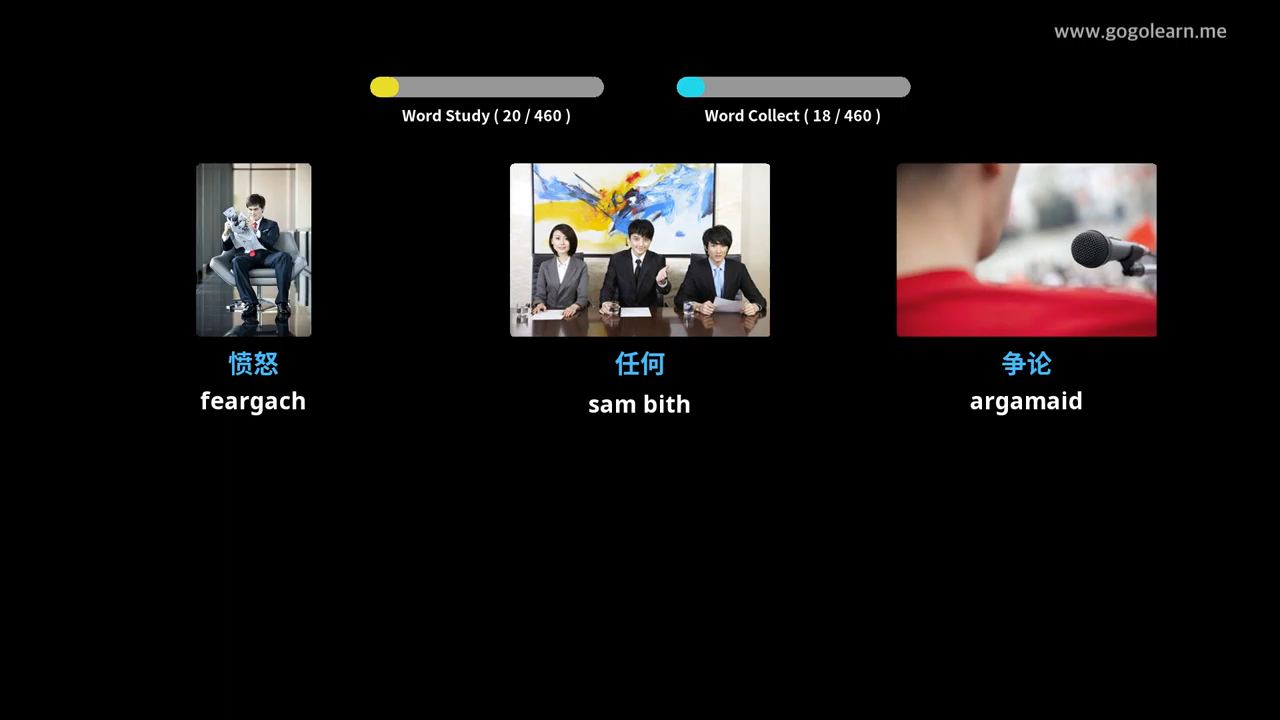 www.gogolearn.me
Word Study ( 20 / 460 )
Word Collect ( 18 / 460 )
愤怒
任何
争论
feargach
sam bith
argamaid